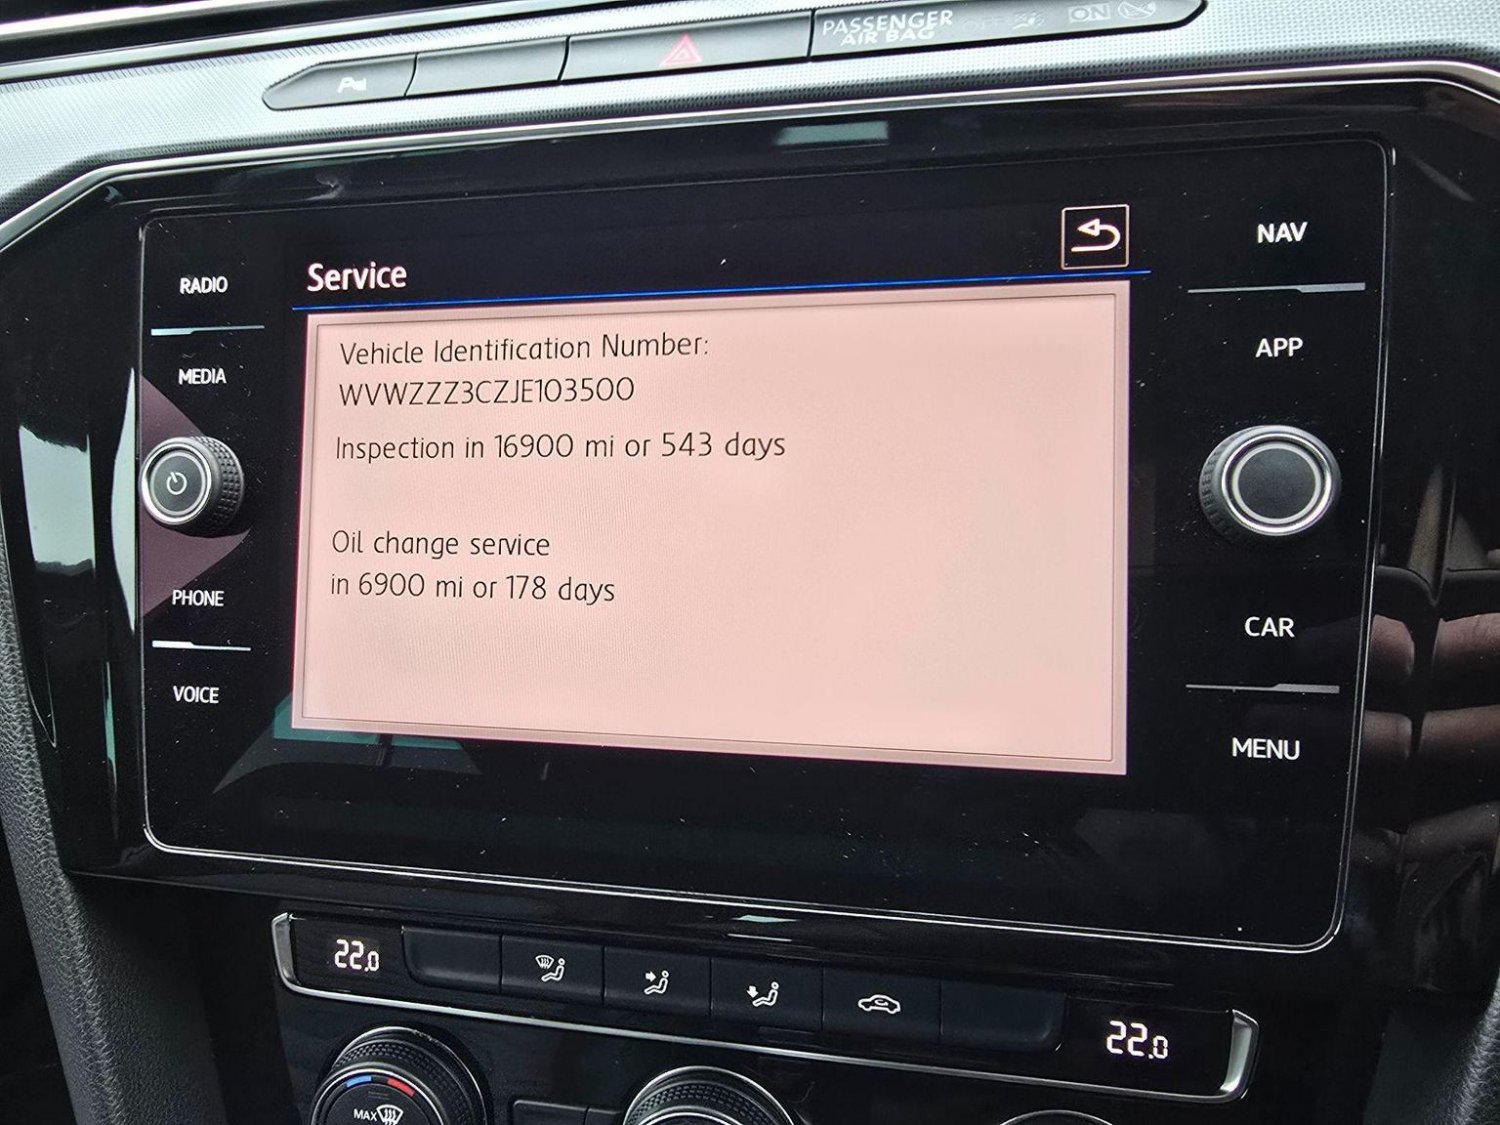 PASSENGER
AIR BAG
OFF
ON
RADIO
MEDIA
PHONE
VOICE
Service
Vehicle Identification Number:
WVWZZZ3CZJE103500
Inspection in 16900 mi or 543 days
Oil change service
in 6900 mi or 178 days
NAV
APP
CAR
MENU
22.0
22.0
MAX